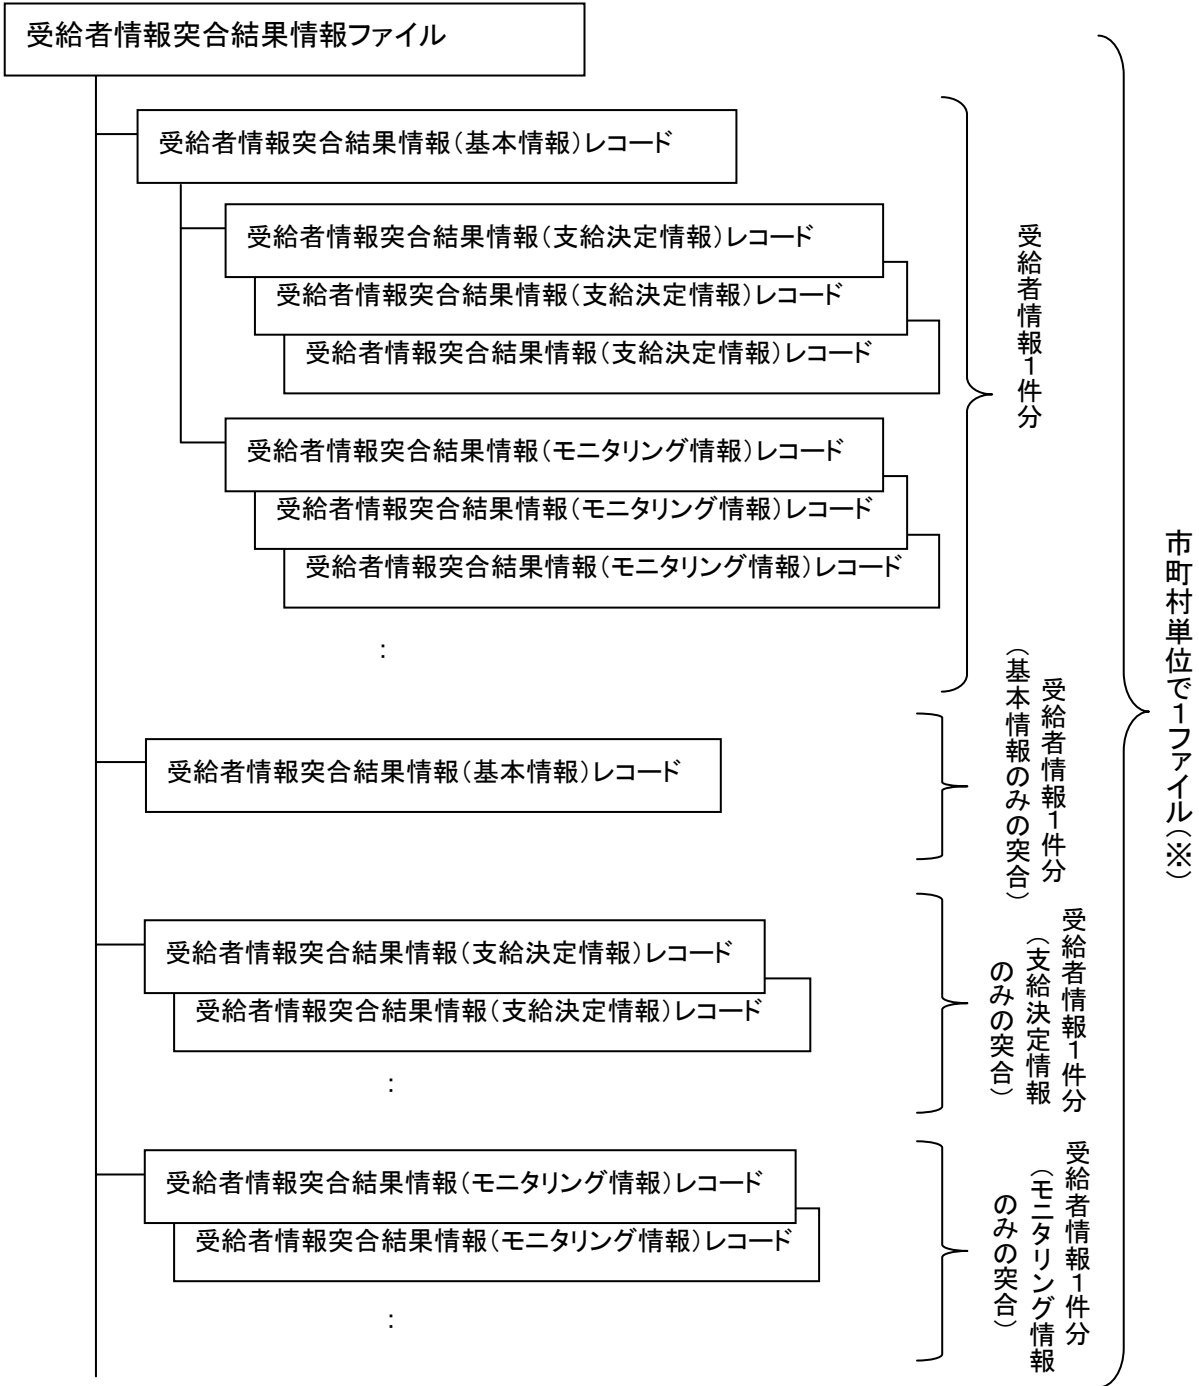 受給者情報突合結果情報ファイル
受給者情報突合結果情報(基本情報)レコード
受給者情報突合結果情報(支給決定情報)レコード
受給者情報突合結果情報(支給決定情報)レコード
受給者情報突合結果情報(支給決定情報)レコード
受給者情報突合結果情報(モニタリング情報)レコード
受給者情報突合結果情報(モニタリング情報)レコード
受給者情報突合結果情報(モニタリング情報)レコード
:
受給者情報1件分
受給者情報突合結果情報(基本情報)レコード
受給者情報1件分
(基本情報のみの突合)
受給者情報突合結果情報(支給決定情報)レコード
受給者情報突合結果情報(支給決定情報)レコード
:
受給者情報1件分
(支給決定情報
のみの突合)
受給者情報突合結果情報(モニタリング情報)レコード
受給者情報突合結果情報(モニタリング情報)レコード
:
受給者情報1件分
(モニタリング情報
のみの突合)
市町村単位で1ファイル(※)